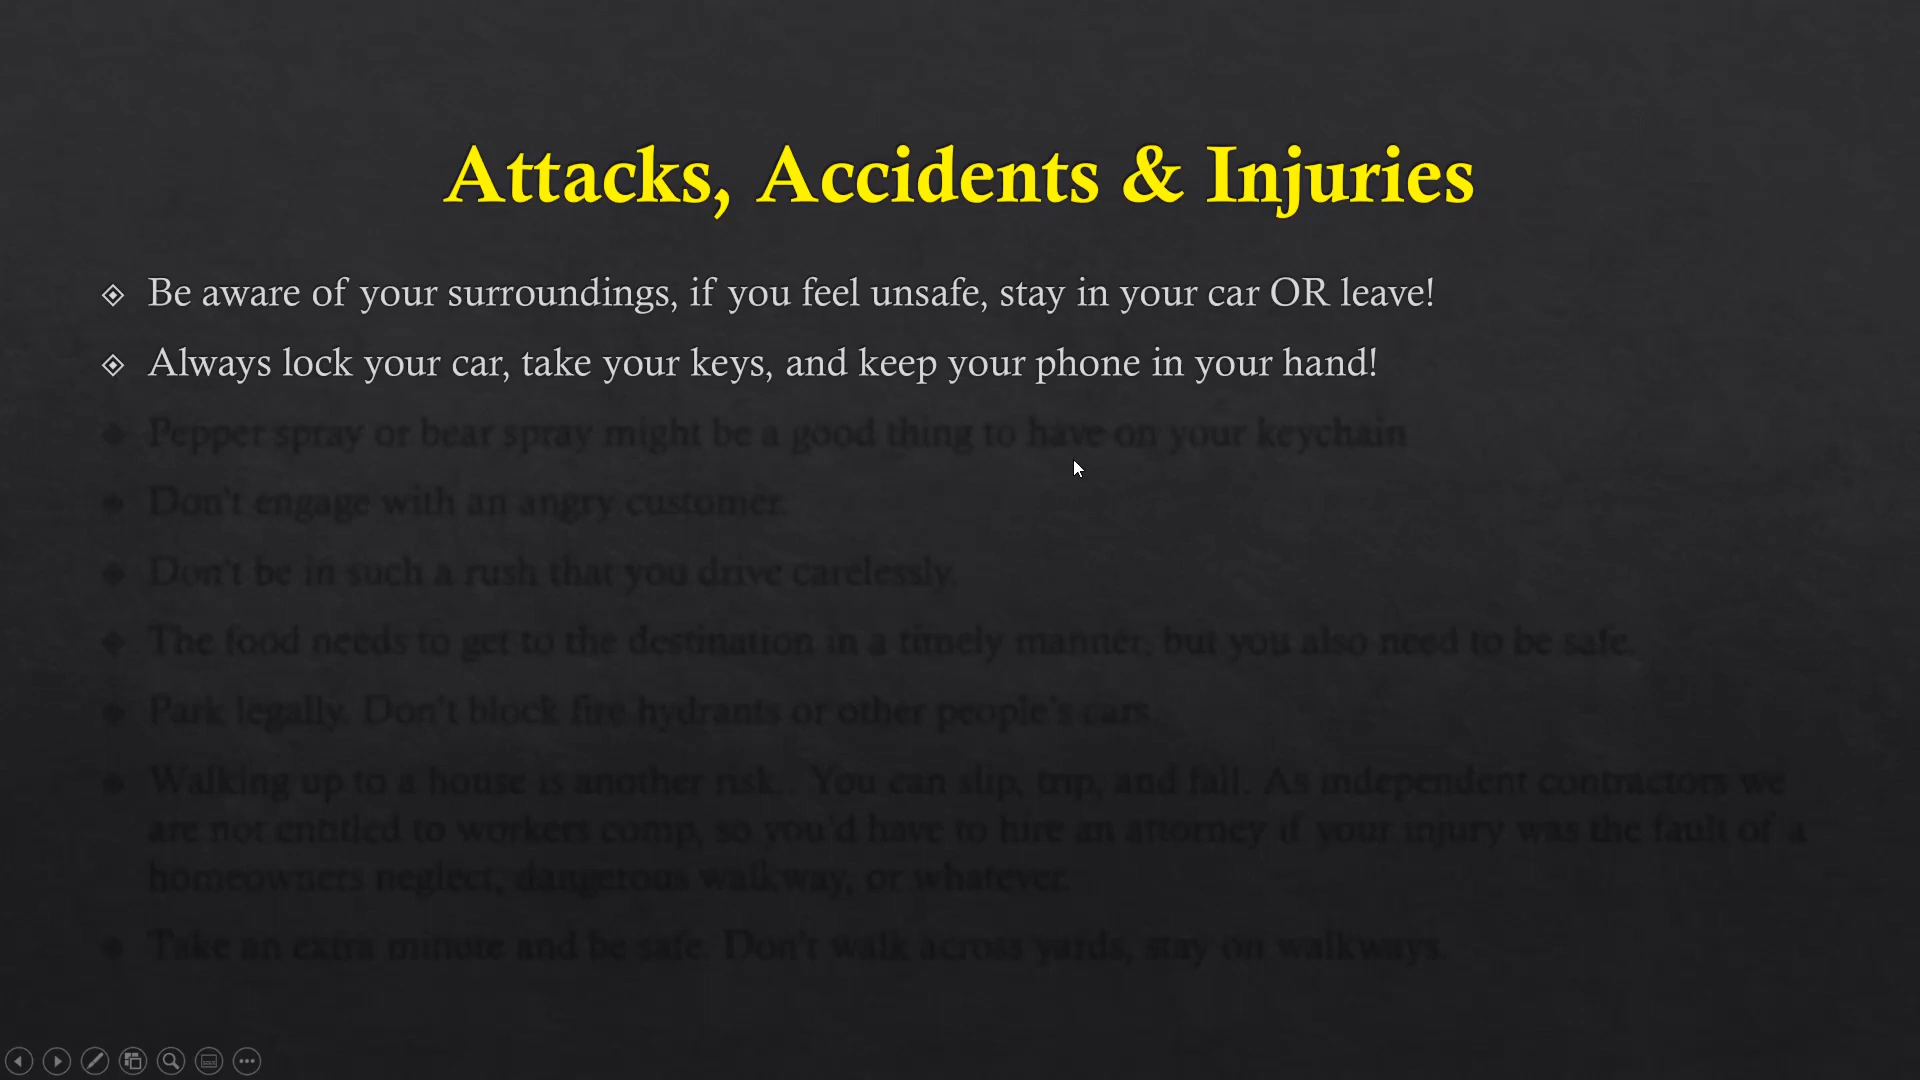 Attacks, Accidents & Injuries
Be aware of your surroundings, if you feel unsafe, stay in your car OR leave!
Always lock your car, take your keys, and keep your phone in your hand!
Pepper spray or bear spray might be a good thing to have on your keychain
Don't engage with an angry customer.
Don't be in such a rush that you drive carelessly.
The food needs to get to the destination in a timely manner, but you also need to be safe.
Park legally. Don't block fire hydrants or other people's cars.
Walking up to a house is another risk.. You can slip, trip, and fall. As independent contractors we
are not entitled to workers comp, so you'd have to hire an attorney if your injury was the fault of a
homeowners neglect, dangerous walkway, or whatever.
Take an extra minute and be safe. Don't walk across yards, stay on walkways.